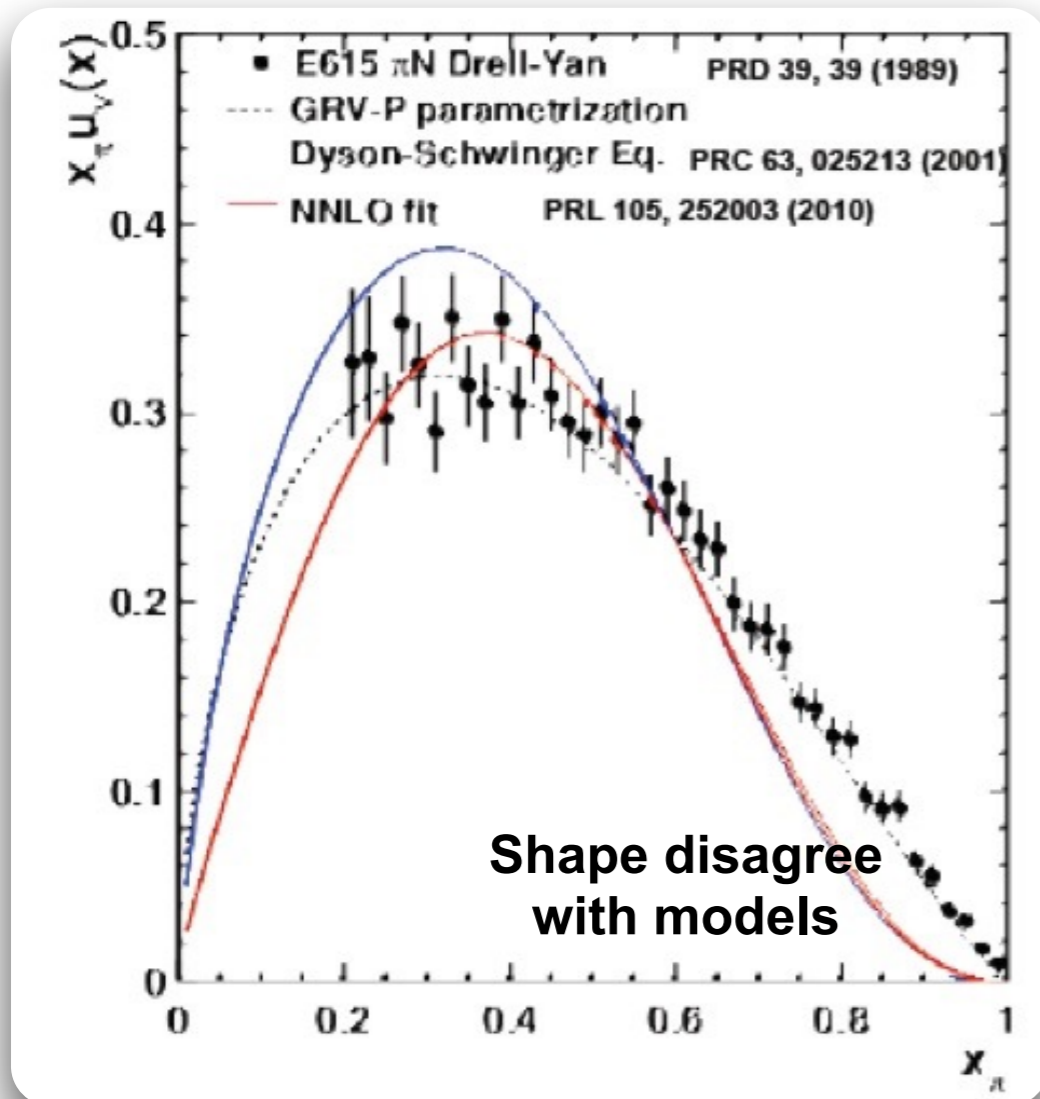 x_π u_v(x)
0.5
E615 πN Drell-Yan PRD 39, 39 (1989)
GRV-P parametrization
Dyson-Schwinger Eq. PRC 63, 025213 (2001)
NNLO fit PRL 105, 252003 (2010)
0.4
0.3
0.2
0.1
Shape disagree
with models
0
0 0.2 0.4 0.6 0.8 1
x_π